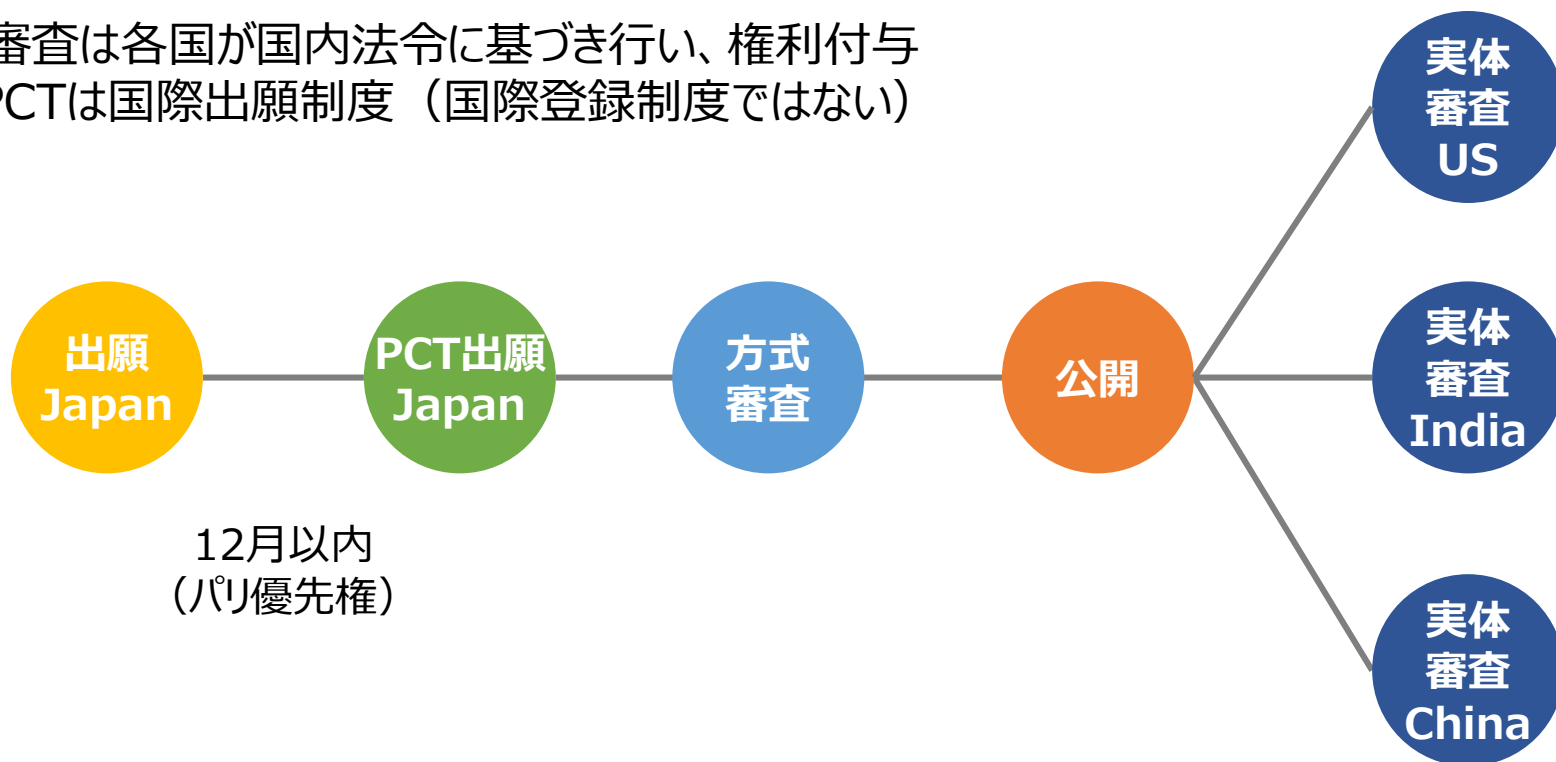 審査は各国が国内法令に基づき行い、権利付与
PCTは国際出願制度（国際登録制度ではない）
出願
Japan
12月以内
（パリ優先権）
PCT出願
Japan
方式
審査
公開
実体
審査
US
実体
審査
India
実体
審査
China